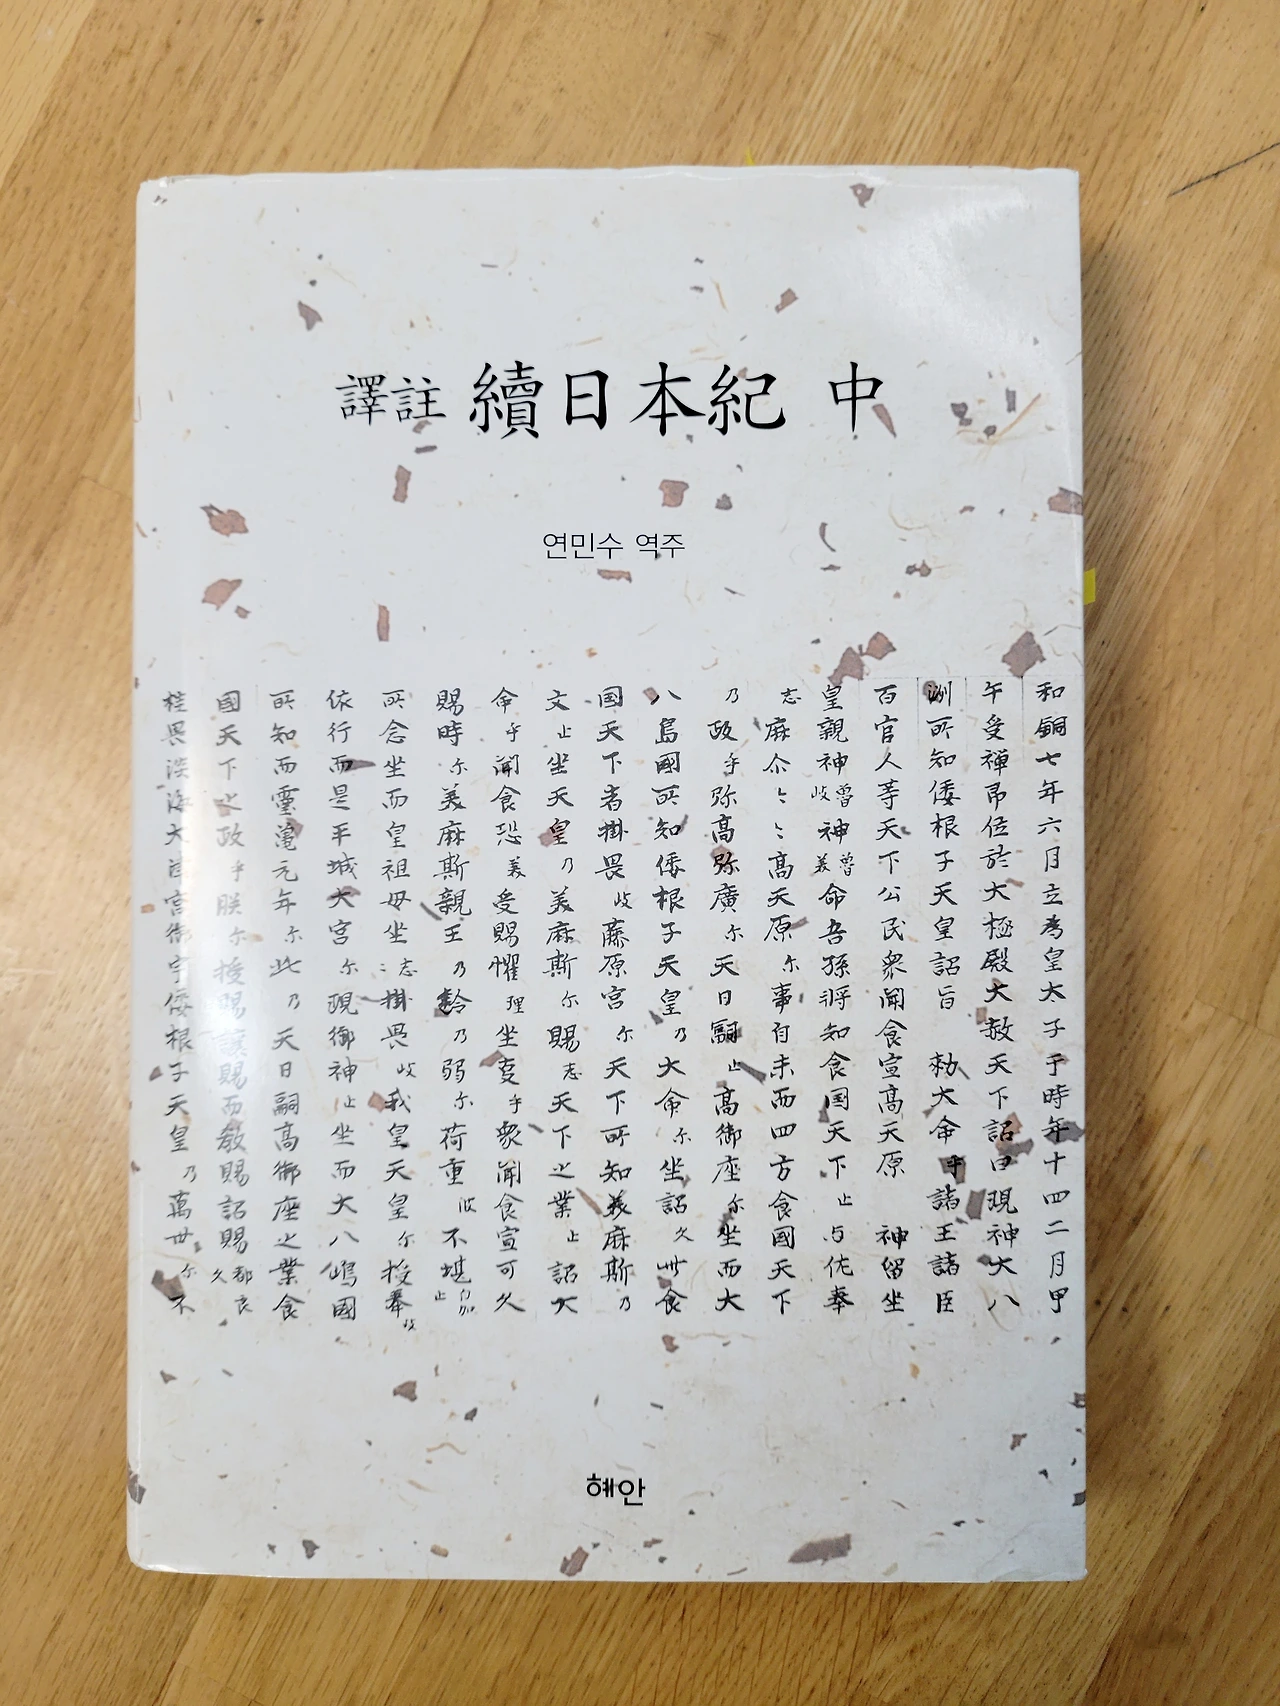 譯註 續日本紀 中
연민수 역주
和銅七年六月立為皇太子于時年十四二月甲
午受禅即位於大極殿大赦天下詔曰現神大八
洲所知倭根子天皇詔旨 勅大命乎諸王諸臣
百官人等天下公民衆聞食宣高天原 神留坐
皇親神魯岐神魯美命吾孫将知食国天下止与佐奉
志麻尓〻〻高天原尓事自未而四方食國天下
乃政乎弥高弥廣尓天日嗣止高御座尓坐而大
八島國所知倭根子天皇乃大命尓坐詔久此食
国天下者掛畏岐藤原宮尓天下所知義麻斯乃
文止坐天皇乃美麻斯尓賜志天下之業止詔大
命乎聞食恐美受賜懼理坐変乎衆聞食宣可久
賜時尓美麻斯親王乃齢乃弱尓荷重波不堪止
所念坐而皇祖母坐〻志掛畏岐我皇天皇尓授奉岐
依行而是平城大宮尓現御神止坐而大八嶋國
所知而靈亀元年尓此乃天日嗣高御座之業食
國天下之政乎朕尓授賜譲賜而教賜詔賜久都良
桂畏淡海大津宮御宇倭根子天皇乃萬世尓不
혜안